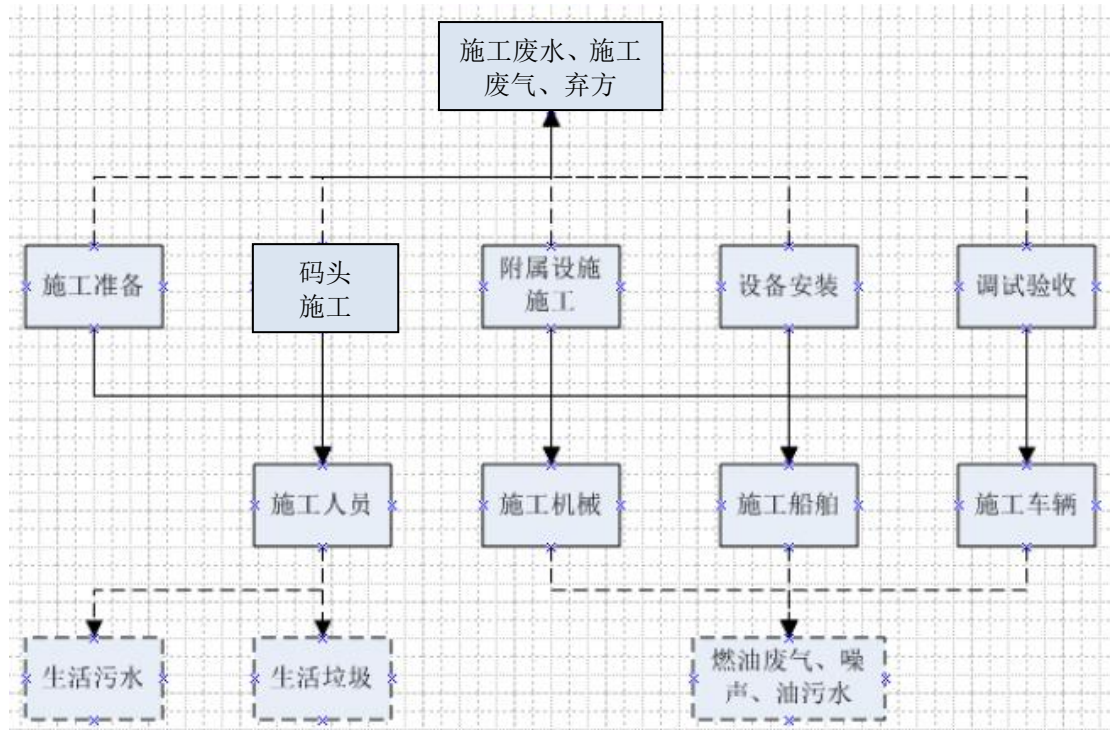 施工废水、施工
废气、弃方
施工准备
码头
施工
附属设施
施工
设备安装
调试验收
施工人员
施工机械
施工船舶
施工车辆
生活污水
生活垃圾
燃油废气、噪
声、油污水